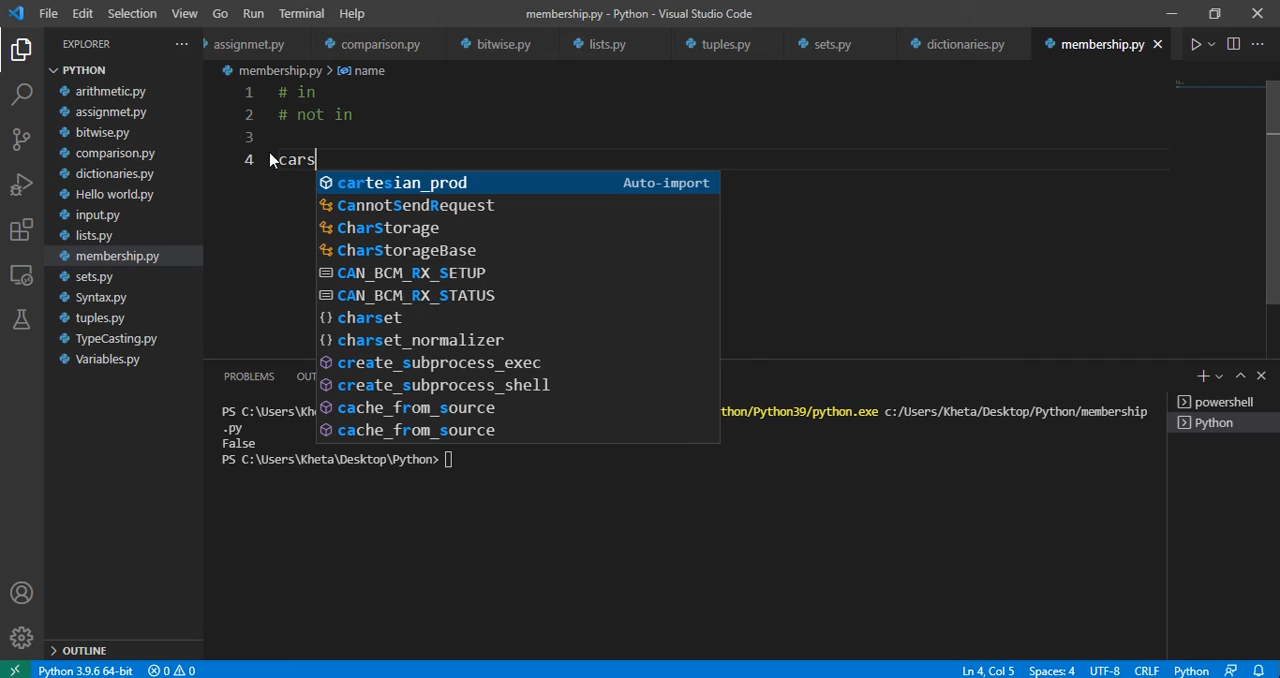 File Edit Selection View Go Run Terminal Help
membership.py - Python - Visual Studio Code
EXPLORER
PYTHON
arithmetic.py
assignmet.py
bitwise.py
comparison.py
dictionaries.py
Hello world.py
input.py
lists.py
membership.py
sets.py
Syntax.py
tuples.py
TypeCasting.py
Variables.py
OUTLINE
assignmet.py comparison.py bitwise.py lists.py tuples.py sets.py dictionaries.py membership.py
membership.py > name
1 # in
2 # not in
3
4 cars
cartesian_prod Auto-import
CannotSendRequest
CharStorage
CharStorageBase
CAN_BCM_RX_SETUP
CAN_BCM_RX_STATUS
charset
charset_normalizer
create_subprocess_exec
create_subprocess_shell
cache_from_source
cache_from_source
PROBLEMS OUT
PS C:\Users\Kh thon/Python39/python.exe c:/Users/Kheta/Desktop/Python/membership
.py
False
PS C:\Users\Kheta\Desktop\Python>
powershell
Python
Python 3.9.6 64-bit 0 0 Ln 4, Col 5 Spaces: 4 UTF-8 CRLF Python